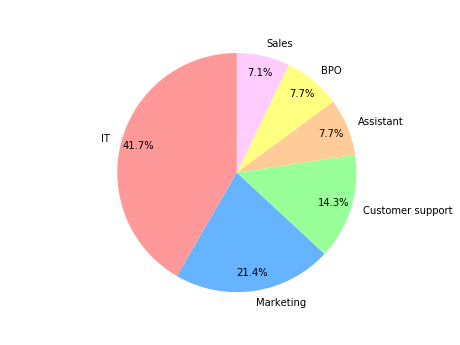 Sales
7.1%
BPO
7.7%
Assistant
7.7%
IT
41.7%
Customer support
14.3%
Marketing
21.4%